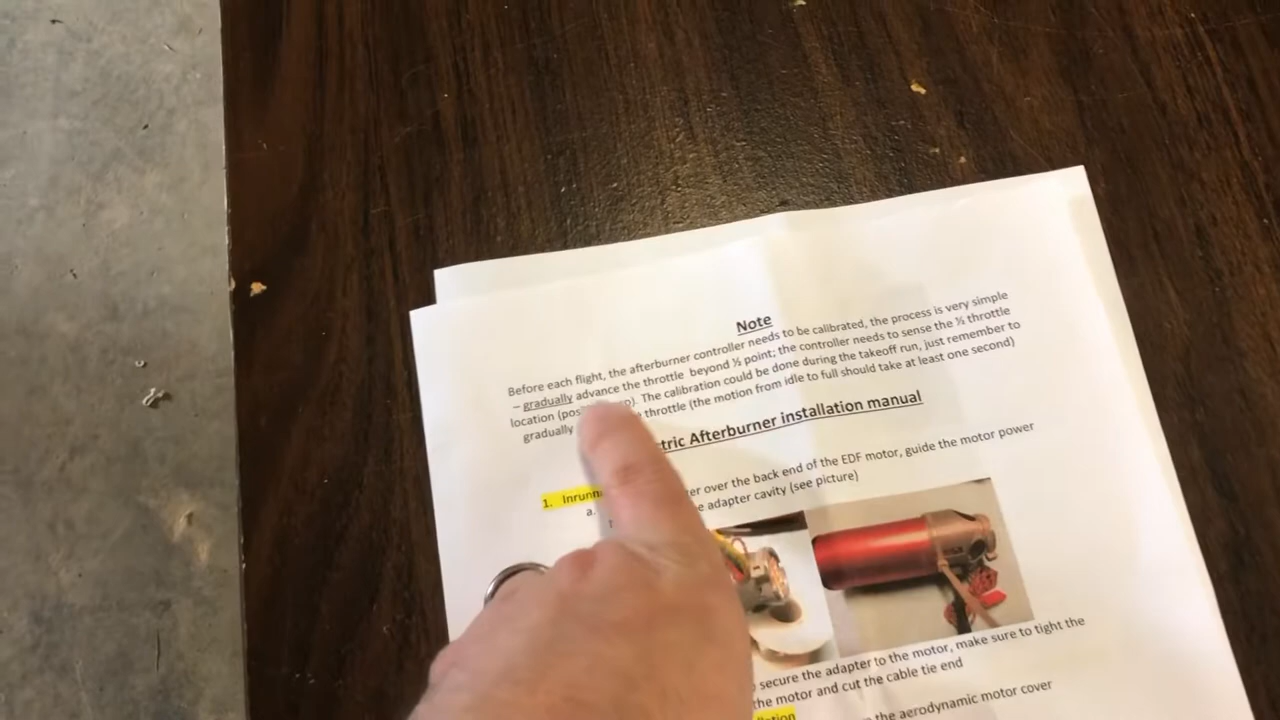 Note
Before each flight, the afterburner controller needs to be calibrated, the process is very simple
– gradually advance the throttle beyond ½ point; the controller needs to sense the ½ throttle
location (pos ). The calibration could be done during the takeoff run, just remember to
gradually throttle (the motion from idle to full should take at least one second)
tric Afterburner installation manual
1. Inrunn er over the back end of the EDF motor, guide the motor power
a. e adapter cavity (see picture)
secure the adapter to the motor, make sure to tight the
the motor and cut the cable tie end
the aerodynamic motor cover